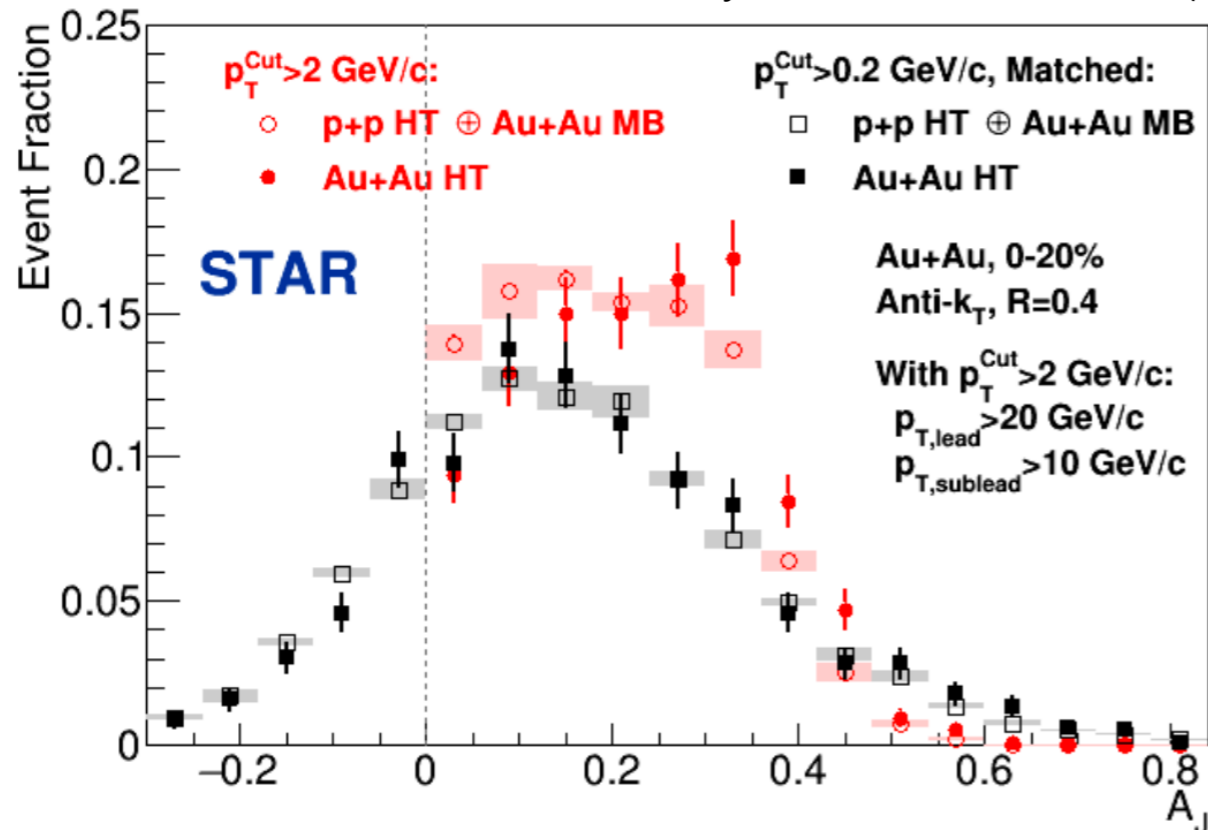 Event Fraction
0.25
0.2
0.15
0.1
0.05
0
p_T^Cut>2 GeV/c:
p+p HT ⊕ Au+Au MB
Au+Au HT
p_T^Cut>0.2 GeV/c, Matched:
p+p HT ⊕ Au+Au MB
Au+Au HT
STAR
Au+Au, 0-20%
Anti-k_T, R=0.4
With p_T^Cut>2 GeV/c:
p_T,lead>20 GeV/c
p_T,sublead>10 GeV/c
−0.2 0 0.2 0.4 0.6 0.8
A_J